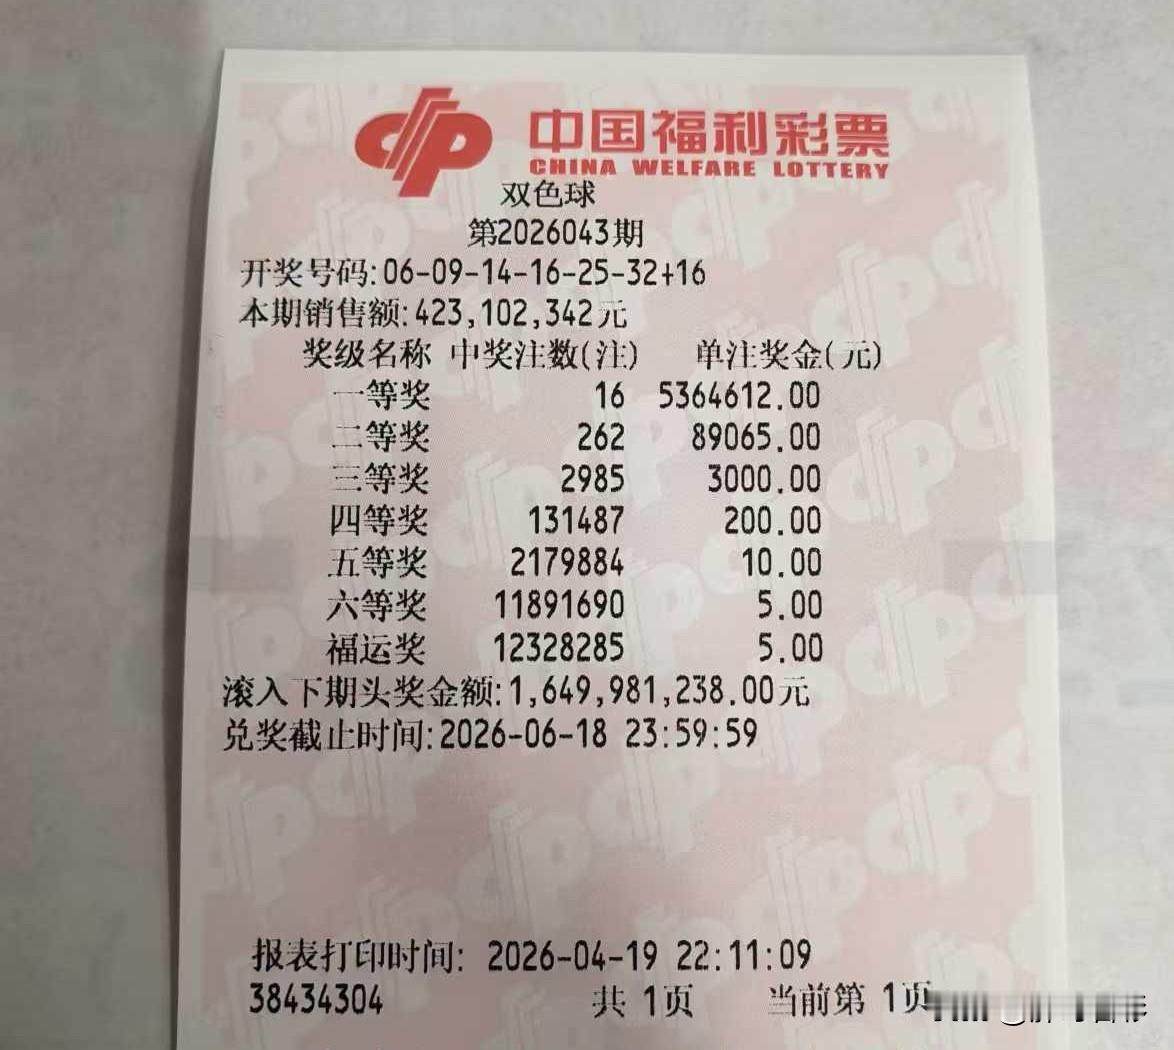 中国福利彩票
CHINA WELFARE LOTTERY
双色球
第2026043期
开奖号码:06-09-14-16-25-32+16
本期销售额:423,102,342元
奖级名称 中奖注数(注) 单注奖金(元)
一等奖 16 5364612.00
二等奖 262 89065.00
三等奖 2985 3000.00
四等奖 131487 200.00
五等奖 2179884 10.00
六等奖 11891690 5.00
福运奖 12328285 5.00
滚入下期头奖金额:1,649,981,238.00元
兑奖截止时间:2026-06-18 23:59:59
报表打印时间: 2026-04-19 22:11:09
38434304 共 1页 当前第 1页